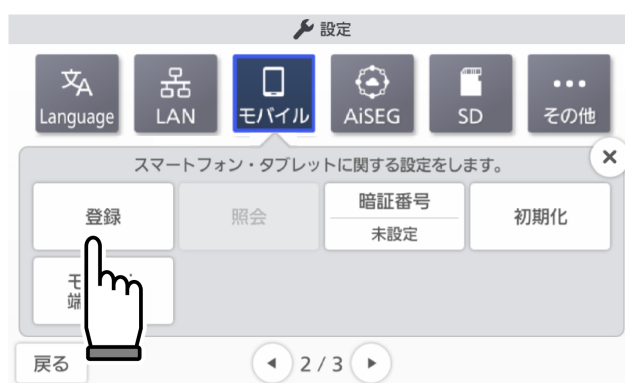 設定
文A
Language
LAN
モバイル
AiSEG
SD
その他
スマートフォン・タブレットに関する設定をします。
登録
照会
暗証番号
未設定
初期化
モ
端
戻る
2 / 3